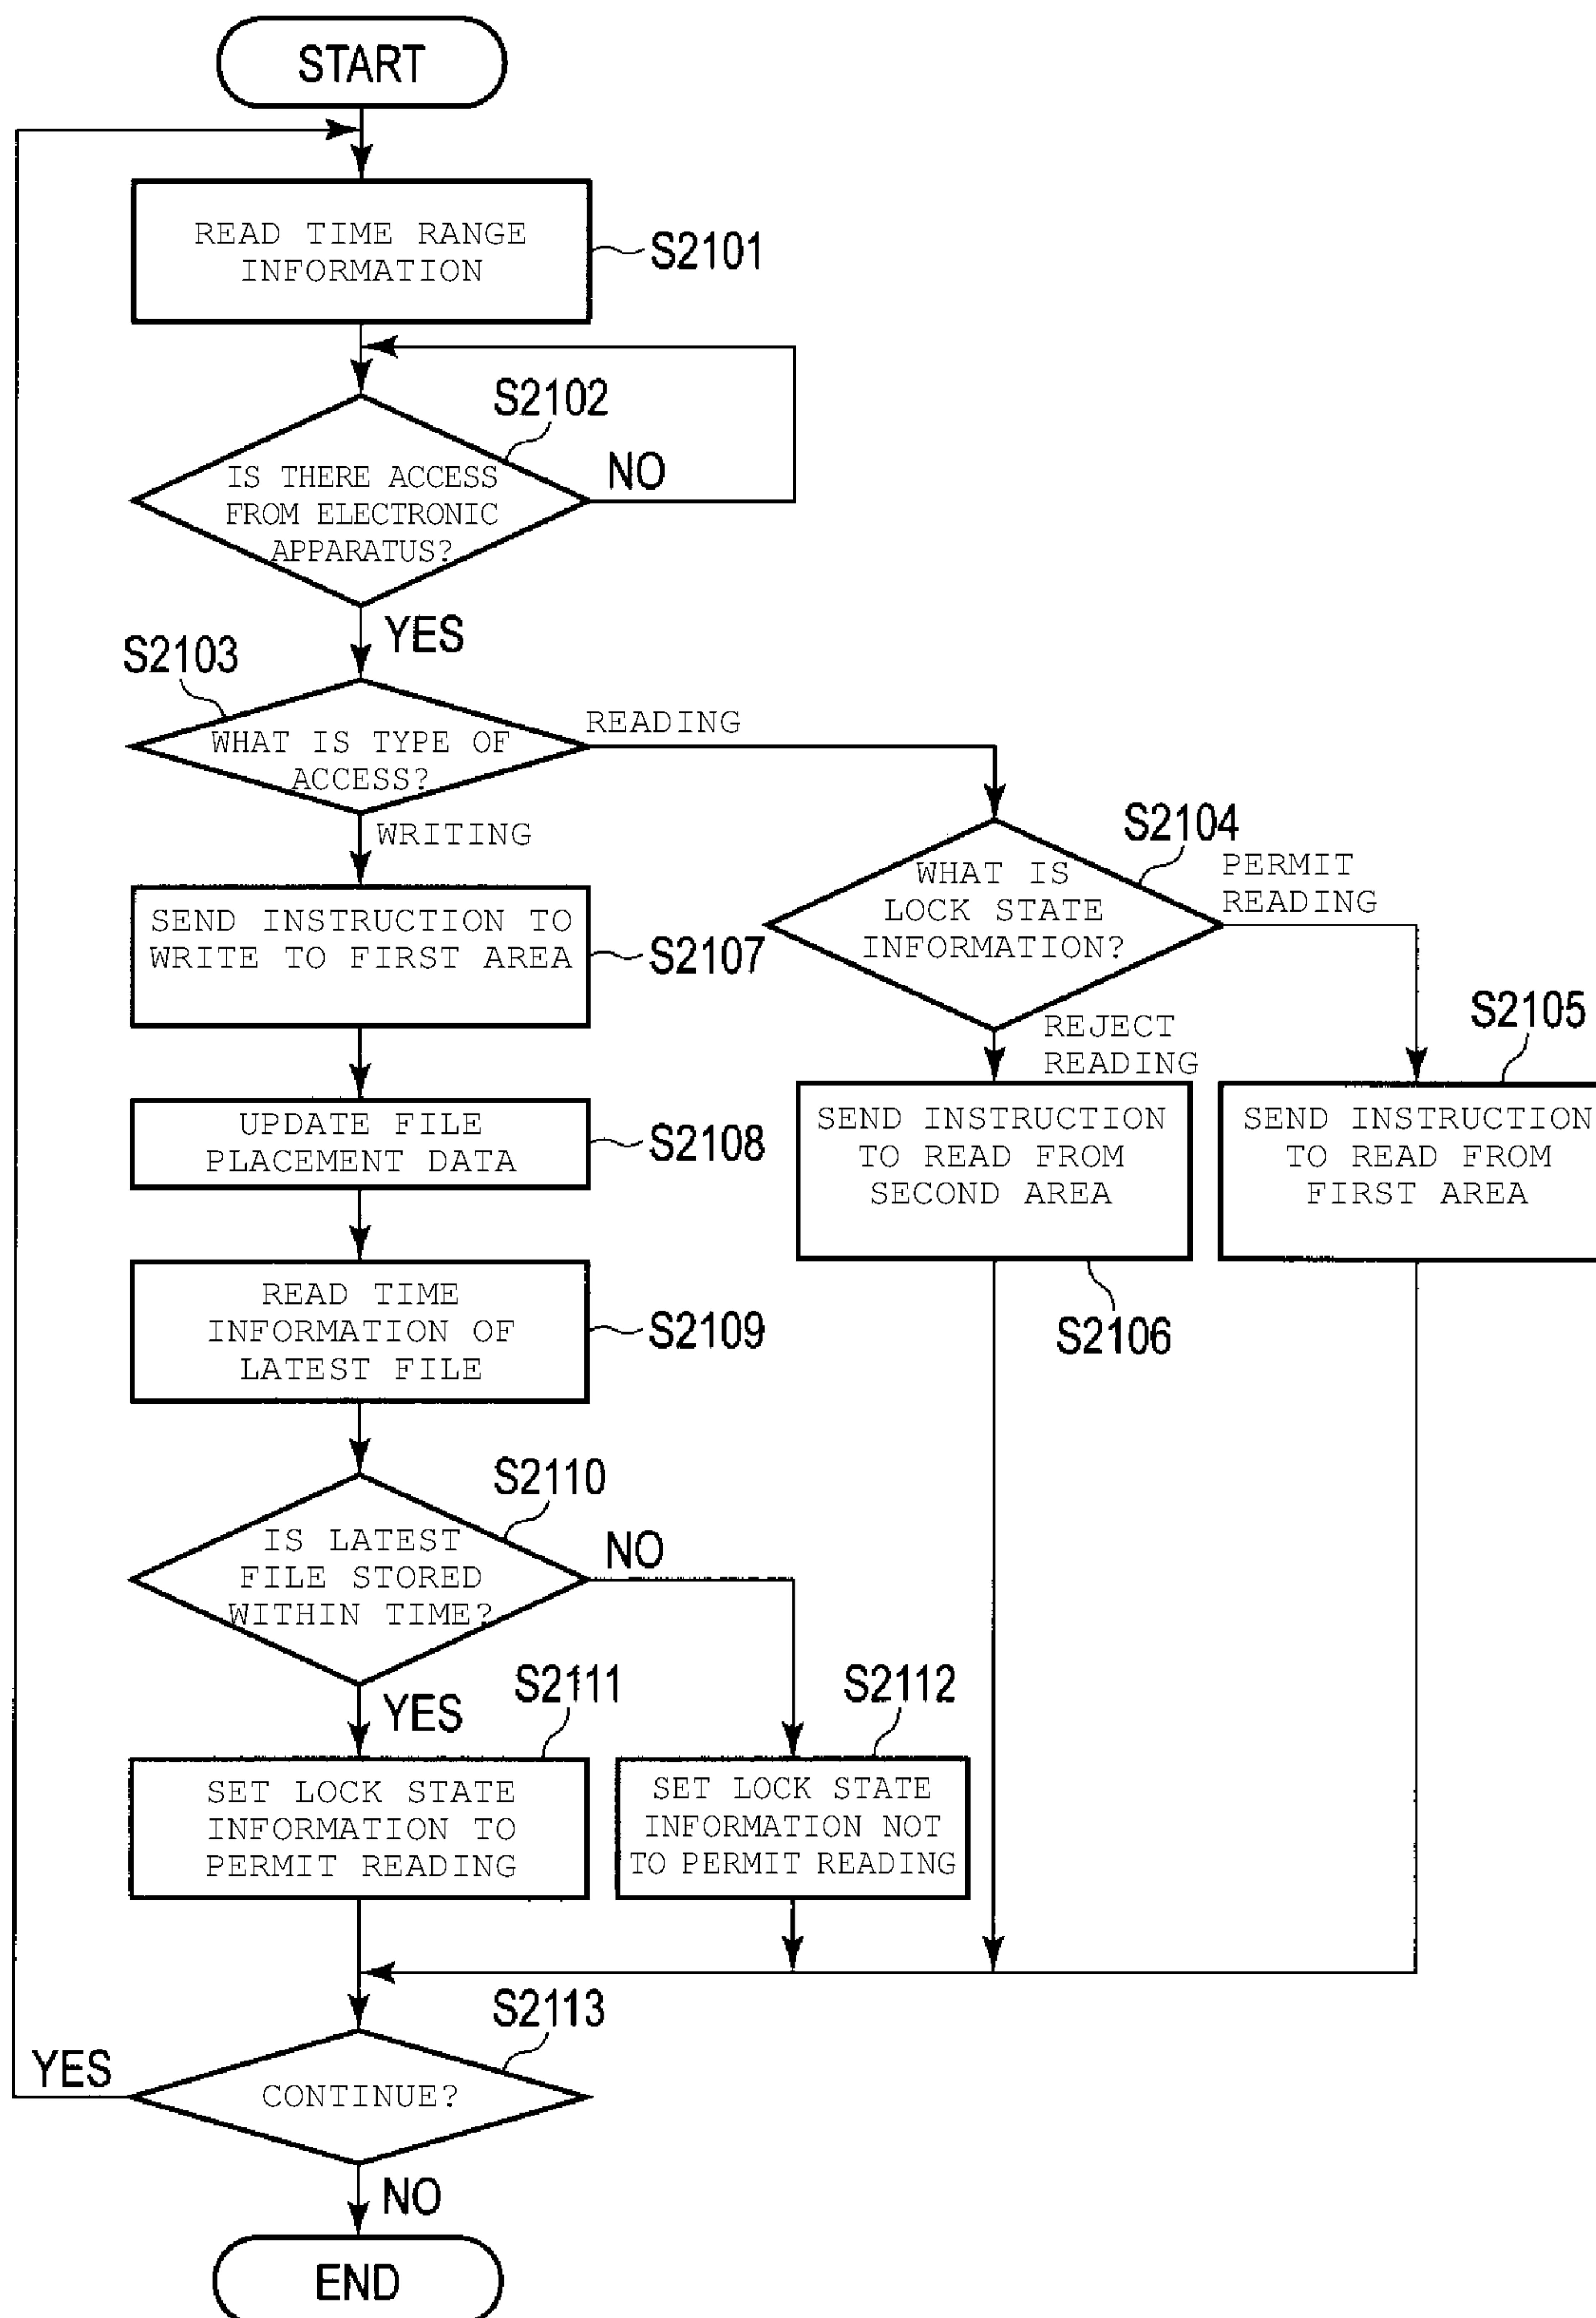 START
READ TIME RANGE
INFORMATION
S2101
S2102
IS THERE ACCESS
FROM ELECTRONIC
APPARATUS?
NO
YES
S2103
WHAT IS TYPE OF
ACCESS?
READING
WRITING
S2104
WHAT IS
LOCK STATE
INFORMATION?
PERMIT
READING
REJECT
READING
S2105
SEND INSTRUCTION
TO READ FROM
FIRST AREA
SEND INSTRUCTION
TO READ FROM
SECOND AREA
S2106
SEND INSTRUCTION TO
WRITE TO FIRST AREA
S2107
UPDATE FILE
PLACEMENT DATA
S2108
READ TIME
INFORMATION OF
LATEST FILE
S2109
S2110
IS LATEST
FILE STORED
WITHIN TIME?
NO
YES
S2111
SET LOCK STATE
INFORMATION TO
PERMIT READING
S2112
SET LOCK STATE
INFORMATION NOT
TO PERMIT READING
S2113
CONTINUE?
YES
NO
END